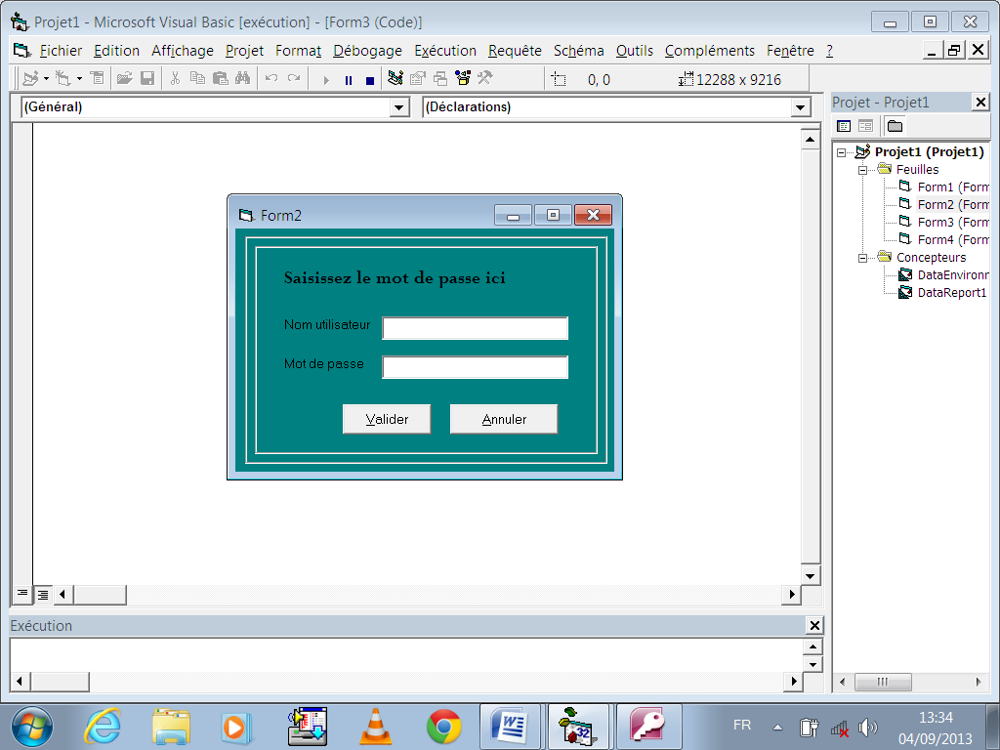 Projet1 - Microsoft Visual Basic [exécution] - [Form3 (Code)]
Fichier Edition Affichage Projet Format Débogage Exécution Requête Schéma Outils Compléments Fenêtre ?
0, 0 12288 x 9216
(Général) (Déclarations)
Projet - Projet1
Projet1 (Projet1)
Feuilles
Form1 (Form
Form2 (Form
Form3 (Form
Form4 (Form
Concepteurs
DataEnvironn
DataReport1
Form2
Saisissez le mot de passe ici
Nom utilisateur
Mot de passe
Valider Annuler
Exécution
FR
13:34
04/09/2013